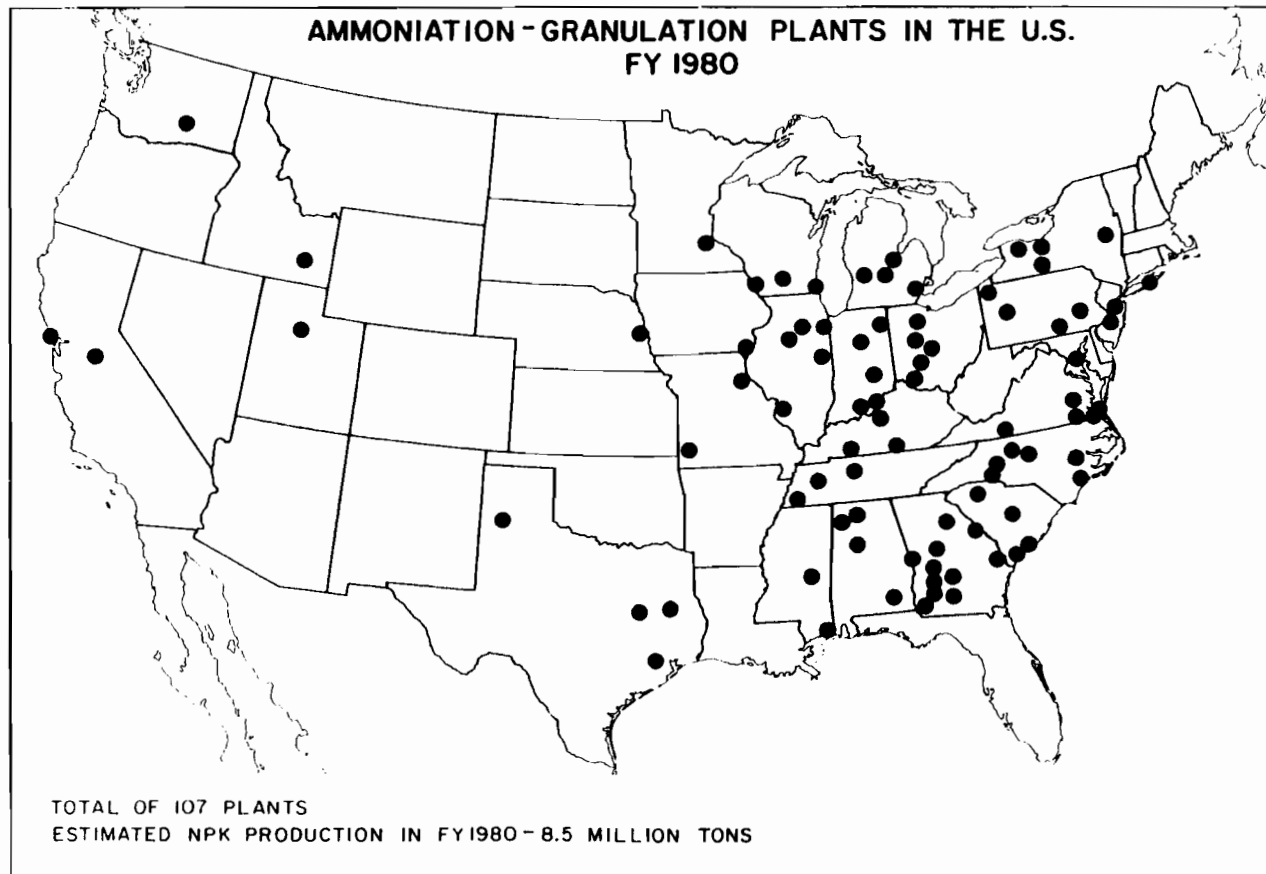 AMMONIATION-GRANULATION PLANTS IN THE U.S.
FY 1980
TOTAL OF 107 PLANTS
ESTIMATED NPK PRODUCTION IN FY1980-8.5 MILLION TONS